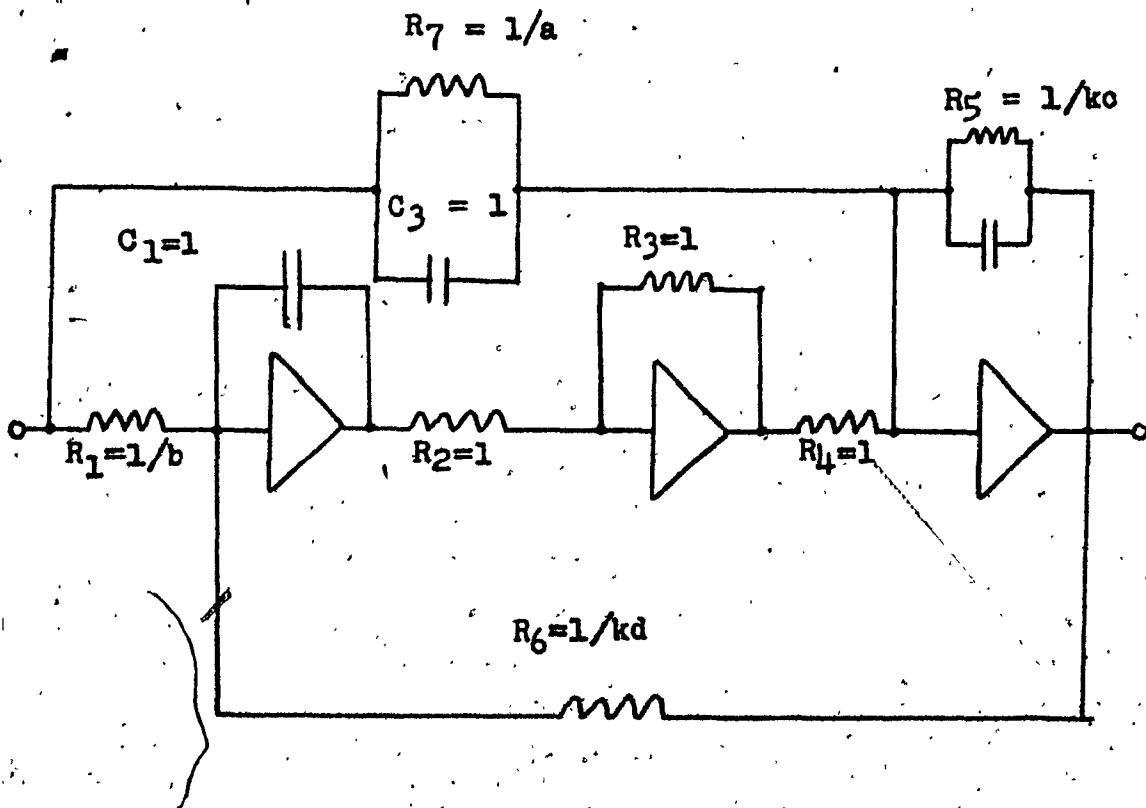 R7 = 1/a
R5 = 1/kc
C3 = 1
C1=1
R3=1
R1=1/b
R2=1
R4=1
R6=1/kd